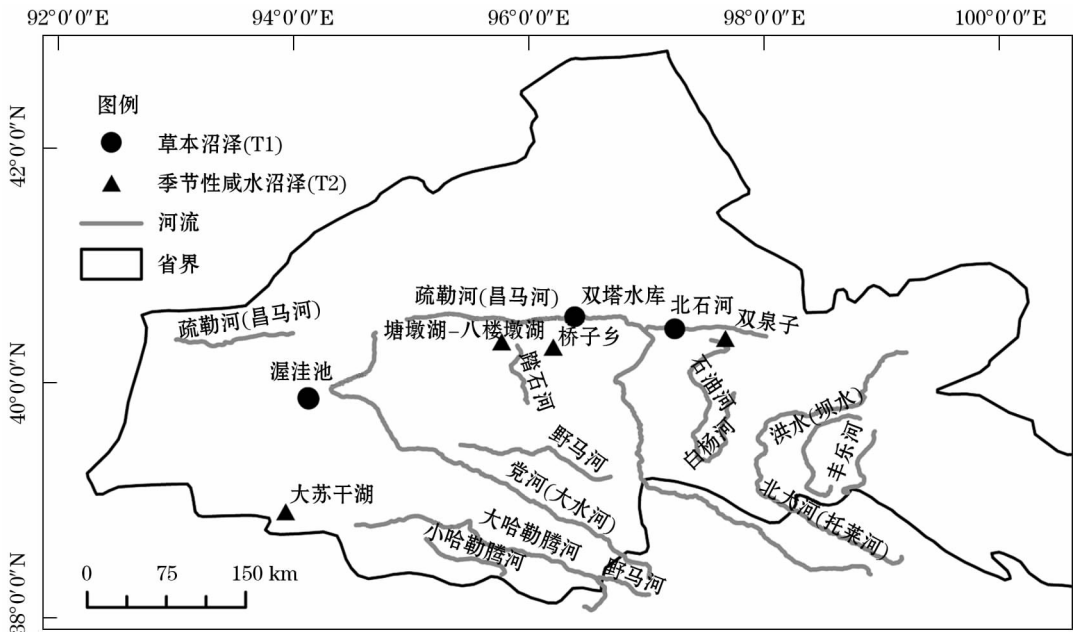 92°0′0″E
94°0′0″E
96°0′0″E
98°0′0″E
100°0′0″E
42°0′0″N
40°0′0″N
38°0′0″N
图例
草本沼泽(T1)
季节性咸水沼泽(T2)
河流
省界
疏勒河(昌马河)
疏勒河(昌马河)
双塔水库
北石河
双泉子
塘墩湖-八楼墩湖
桥子乡
渥洼池
踏石河
石油河
白杨河
洪水(坝水)
丰乐河
野马河
党河(大水河)
北大河(托莱河)
大苏干湖
大哈勒腾河
小哈勒腾河
野马河
0 75 150 km